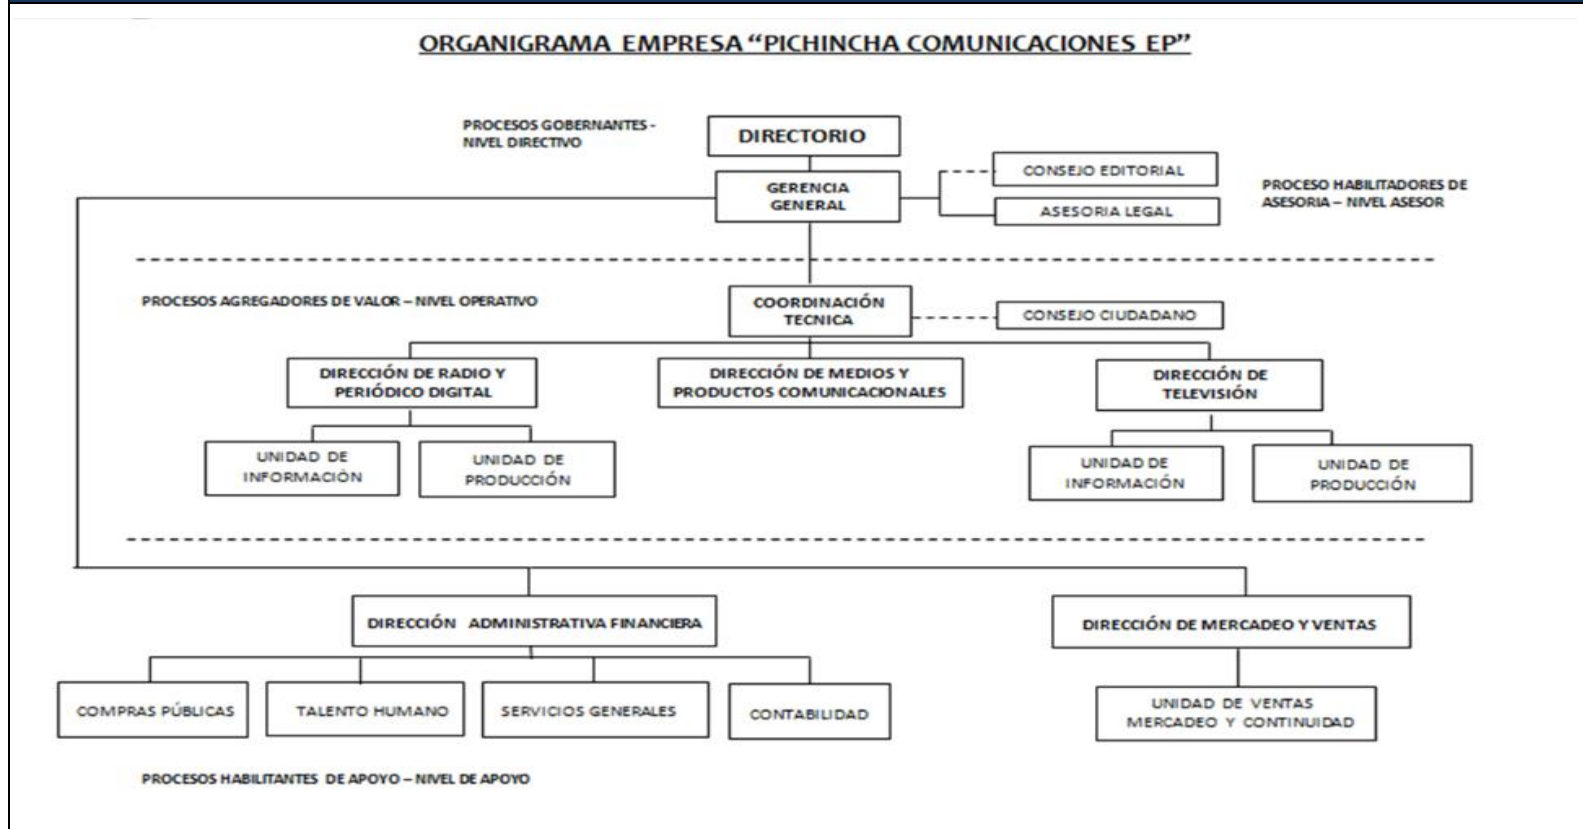 ORGANIGRAMA EMPRESA “PICHINCHA COMUNICACIONES EP”
PROCESOS GOBERNANTES -
NIVEL DIRECTIVO
DIRECTORIO
GERENCIA
GENERAL
CONSEJO EDITORIAL
ASESORIA LEGAL
PROCESO HABILITADORES DE
ASESORIA – NIVEL ASESOR
PROCESOS AGREGADORES DE VALOR – NIVEL OPERATIVO
COORDINACIÓN
TECNICA
CONSEJO CIUDADANO
DIRECCIÓN DE RADIO Y
PERIÓDICO DIGITAL
DIRECCIÓN DE MEDIOS Y
PRODUCTOS COMUNICACIONALES
DIRECCIÓN DE
TELEVISIÓN
UNIDAD DE
INFORMACIÓN
UNIDAD DE
PRODUCCIÓN
UNIDAD DE
INFORMACIÓN
UNIDAD DE
PRODUCCIÓN
DIRECCIÓN ADMINISTRATIVA FINANCIERA
DIRECCIÓN DE MERCADEO Y VENTAS
COMPRAS PÚBLICAS
TALENTO HUMANO
SERVICIOS GENERALES
CONTABILIDAD
UNIDAD DE VENTAS
MERCADEO Y CONTINUIDAD
PROCESOS HABILITANTES DE APOYO – NIVEL DE APOYO